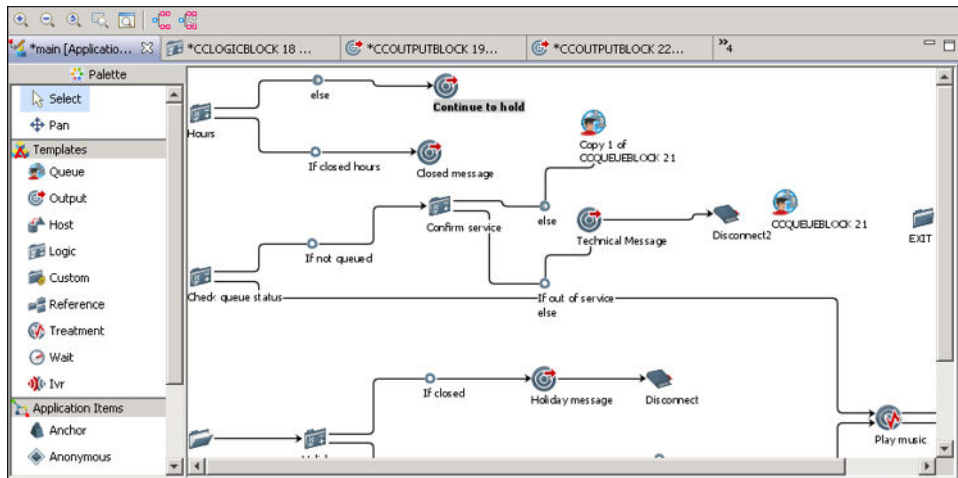 *main [Applicatio...
*CCLOGICBLOCK 18 ...
*CCOUTPUTBLOCK 19...
*CCOUTPUTBLOCK 22...
»4
Palette
Select
Pan
Templates
Queue
Output
Host
Logic
Custom
Reference
Treatment
Wait
Ivr
Application Items
Anchor
Anonymous
else
Continue to hold
Hours
If closed hours
Closed message
Copy 1 of
CCQUEUEBLOCK 21
Confirm service
else
Technical Message
Disconnect2
CCQUEUEBLOCK 21
EXIT
If not queued
Check queue status
If out of service
else
If closed
Holiday message
Disconnect
Play music